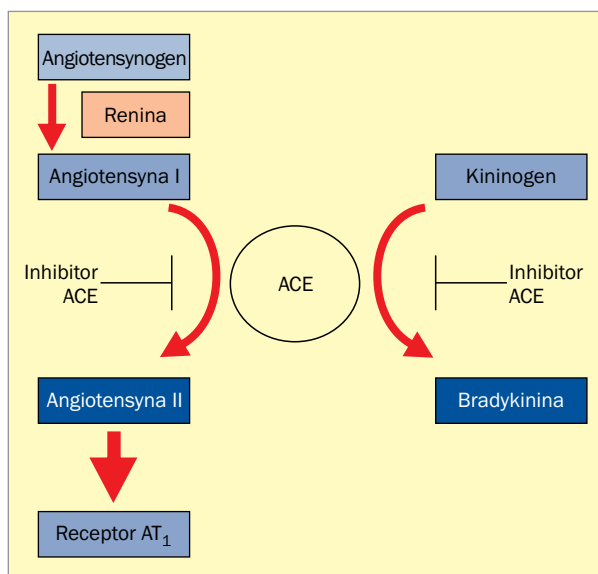 Angiotensynogen
Renina
Angiotensyna I
Kininogen
Inhibitor
ACE
ACE
Inhibitor
ACE
Angiotensyna II
Bradykinina
Receptor AT₁